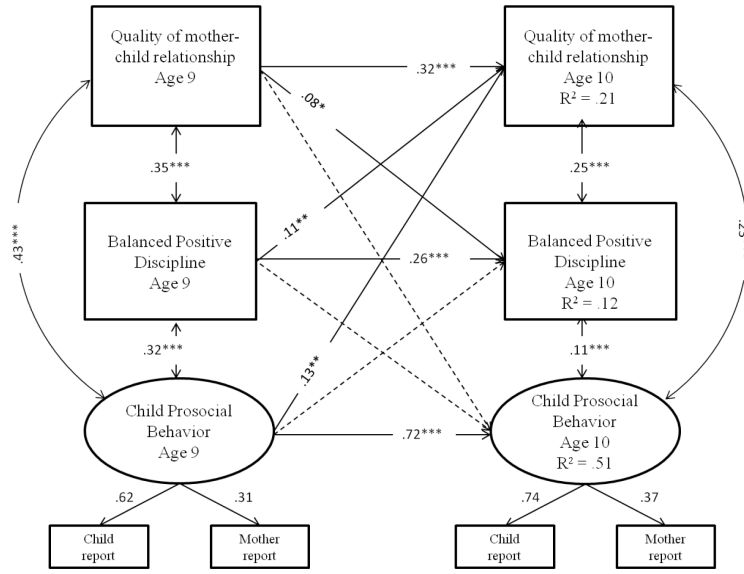 Quality of mother-
child relationship
Age 9
Quality of mother-
child relationship
Age 10
R² = .21
.32***
.08*
.35***
.25***
.43***
.11**
Balanced Positive
Discipline
Age 9
.26***
Balanced Positive
Discipline
Age 10
R² = .12
.32***
.13**
.11***
Child Prosocial
Behavior
Age 9
.72***
Child Prosocial
Behavior
Age 10
R² = .51
.62
.31
.74
.37
Child
report
Mother
report
Child
report
Mother
report